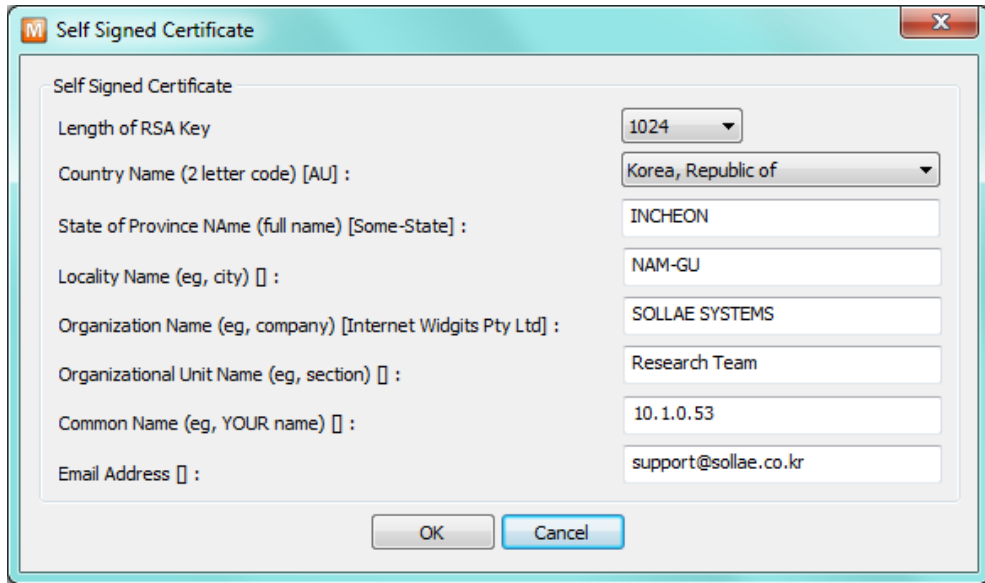 M Self Signed Certificate X
Self Signed Certificate
Length of RSA Key 1024
Country Name (2 letter code) [AU] : Korea, Republic of
State of Province NAme (full name) [Some-State] : INCHEON
Locality Name (eg, city) [] : NAM-GU
Organization Name (eg, company) [Internet Widgits Pty Ltd] : SOLLAE SYSTEMS
Organizational Unit Name (eg, section) [] : Research Team
Common Name (eg, YOUR name) [] : 10.1.0.53
Email Address [] : support@sollae.co.kr
OK Cancel